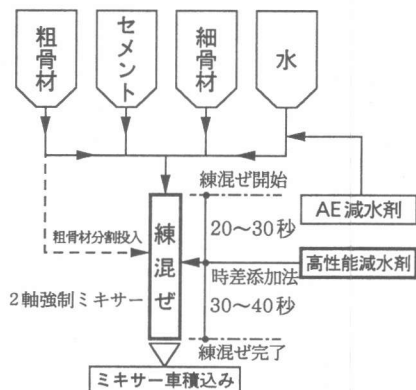 粗骨材
セメント
細骨材
水
練混ぜ開始
AE減水剤
粗骨材分割投入
練混ぜ
20～30秒
時差添加法
高性能減水剤
2軸強制ミキサー
30～40秒
練混ぜ完了
ミキサー車積込み